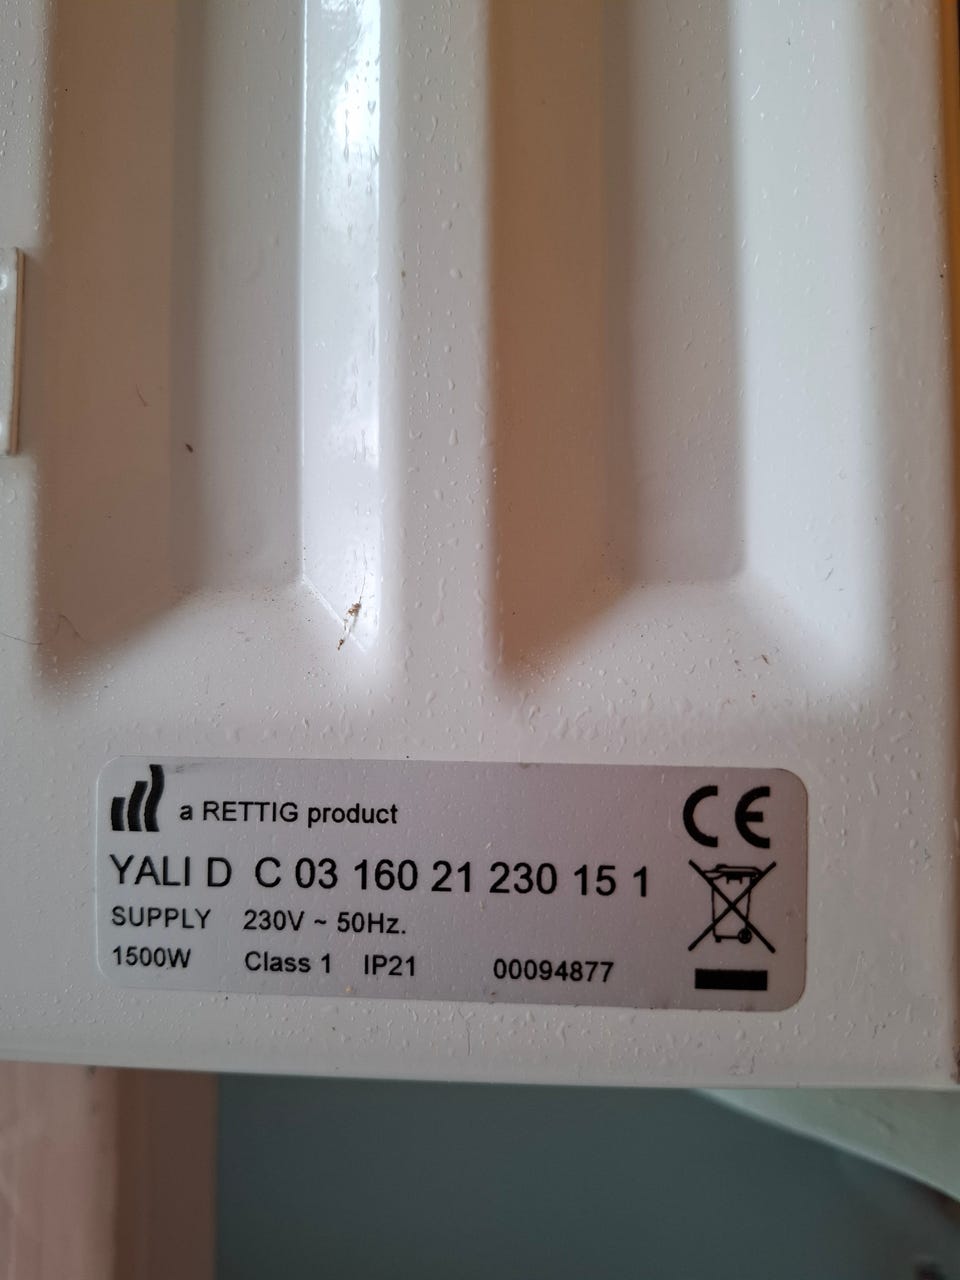 a RETTIG product
CE
YALI D C 03 160 21 230 15 1
SUPPLY 230V ~ 50Hz.
1500W Class 1 IP21 00094877